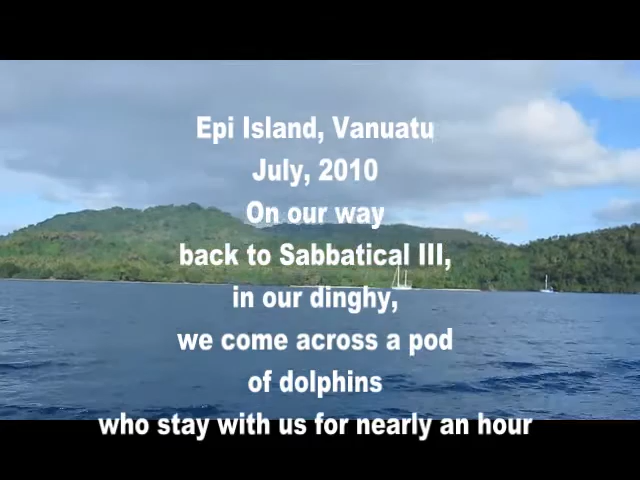 Epi Island, Vanuatu
July, 2010
On our way
back to Sabbatical III,
in our dinghy,
we come across a pod
of dolphins
who stay with us for nearly an hour